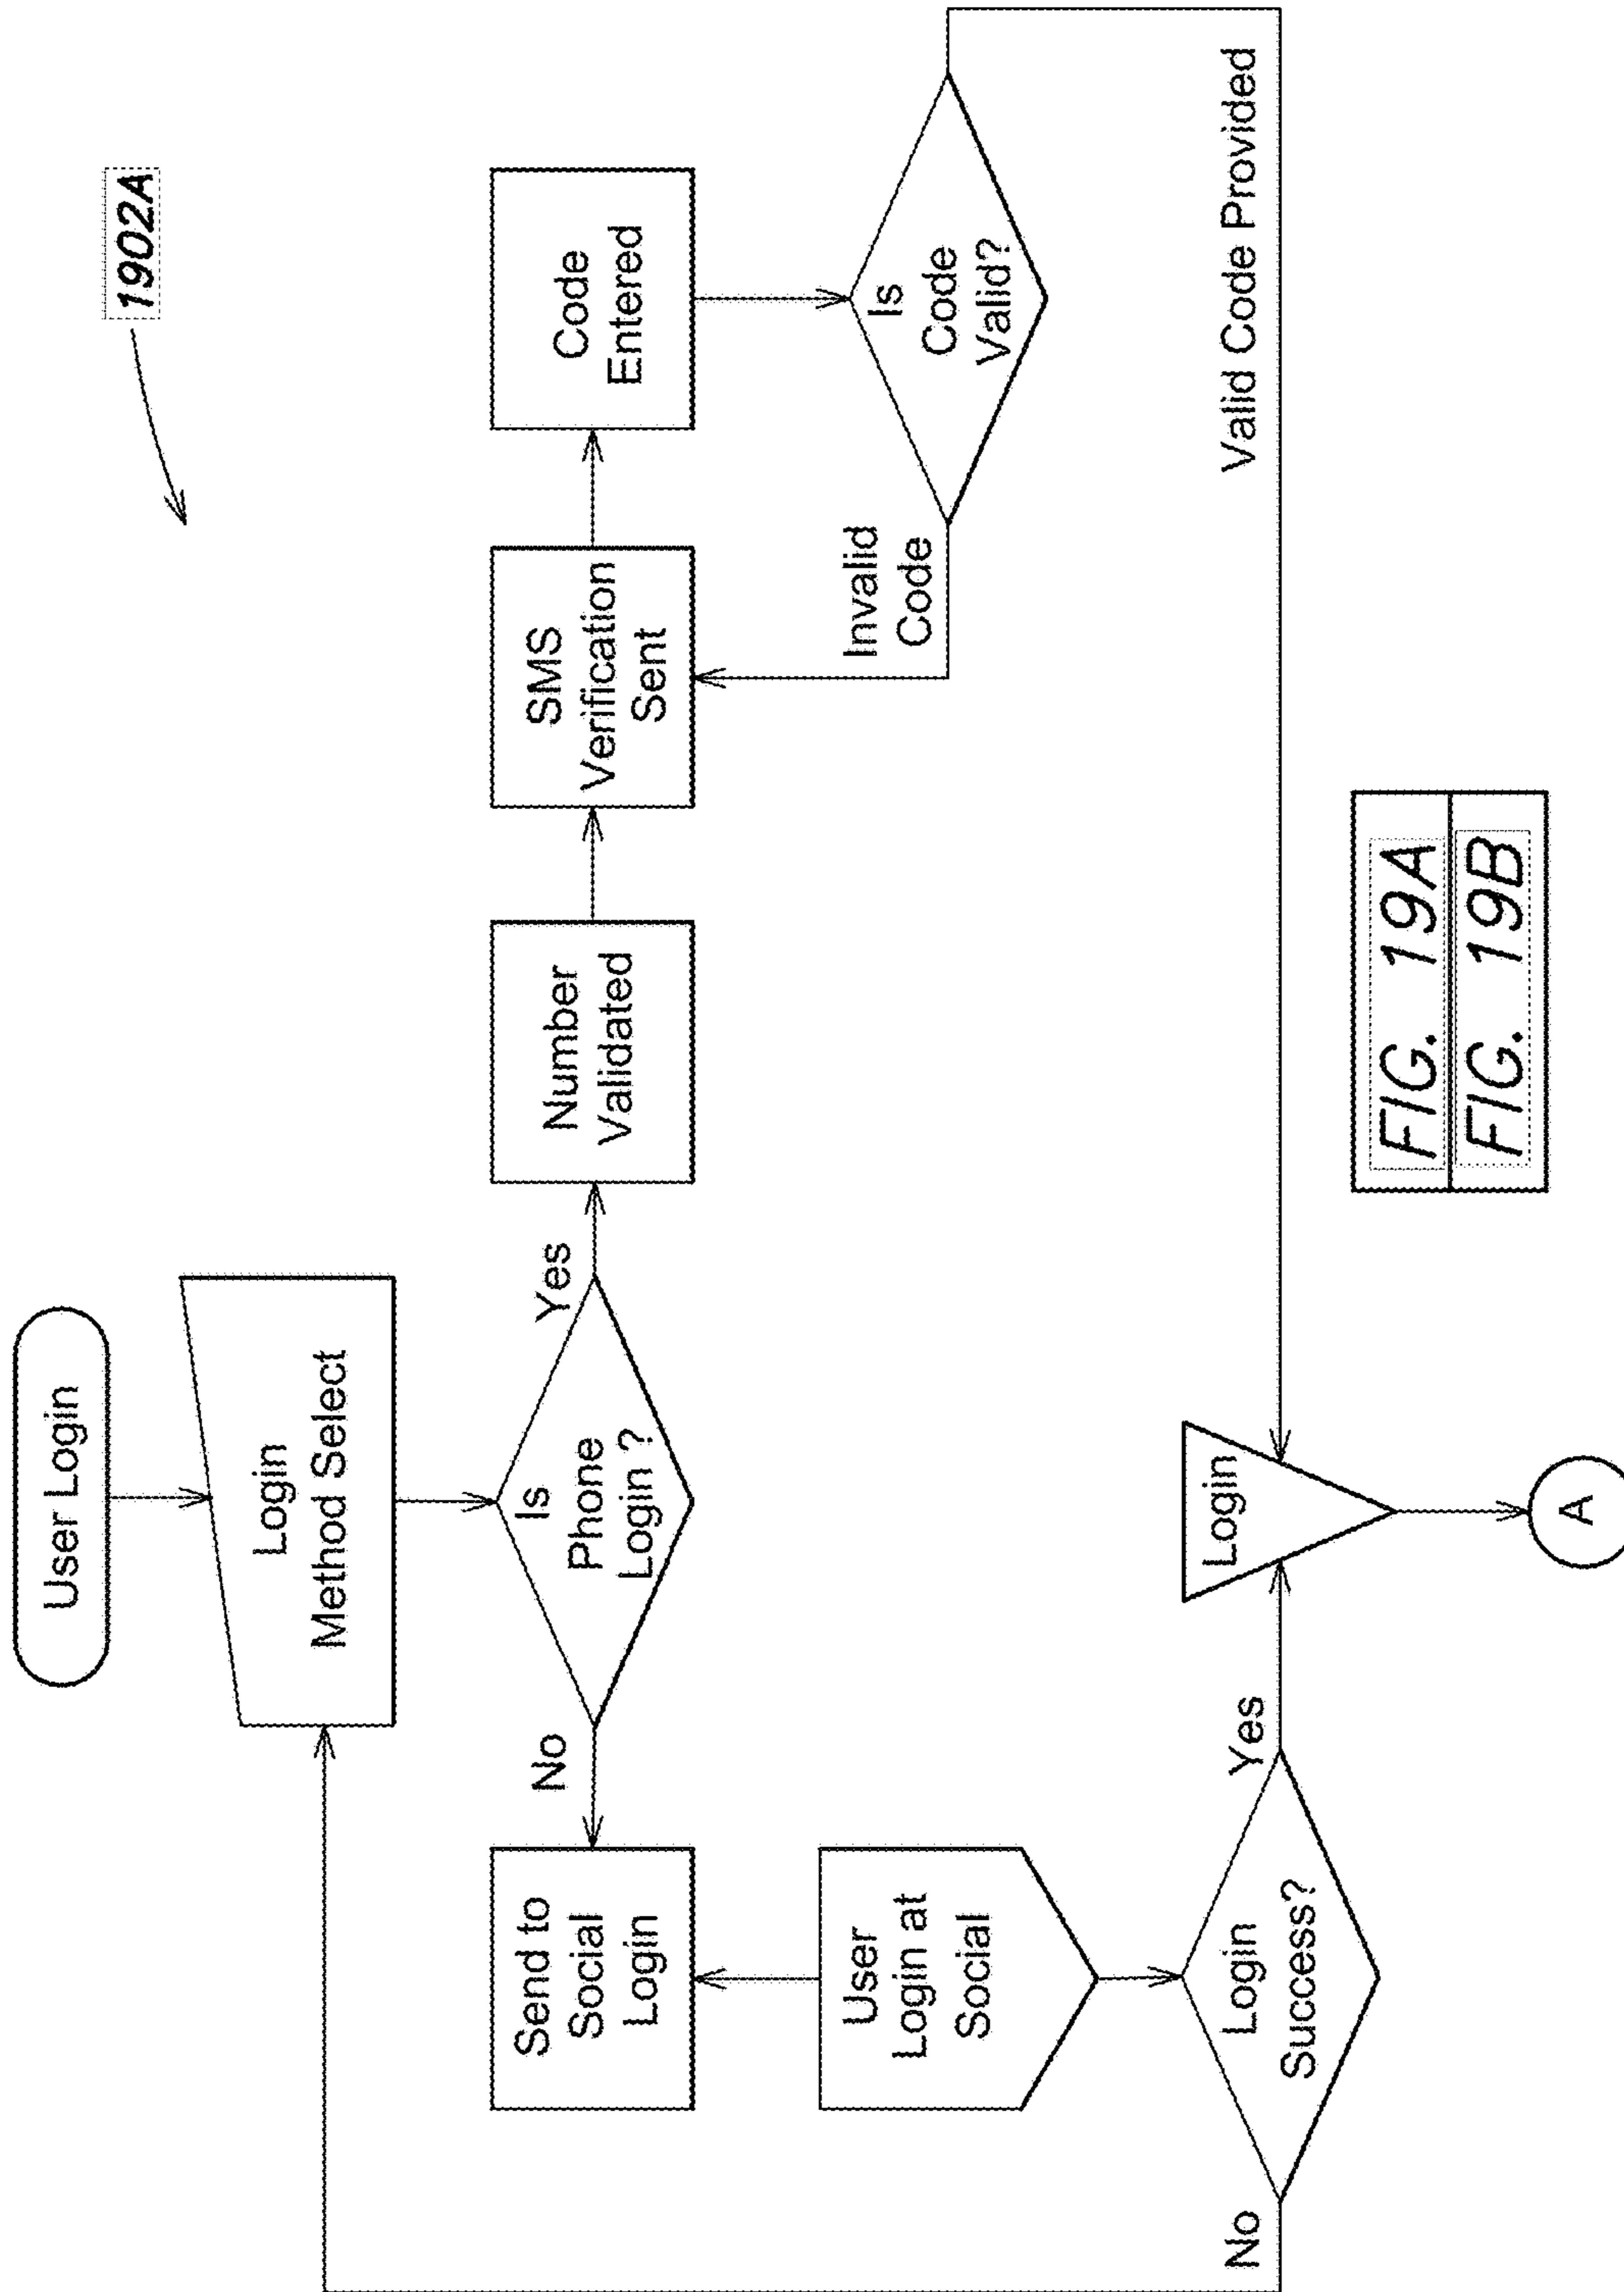 1902A
User Login
Login
Method Select
Is
Phone
Login ?
Yes
No
Number
Validated
SMS
Verification
Sent
Code
Entered
Is
Code
Valid?
Invalid
Code
Valid Code Provided
Send to
Social
Login
User
Login at
Social
Login
Success?
Yes
No
Login
A
FIG. 19A
FIG. 19B